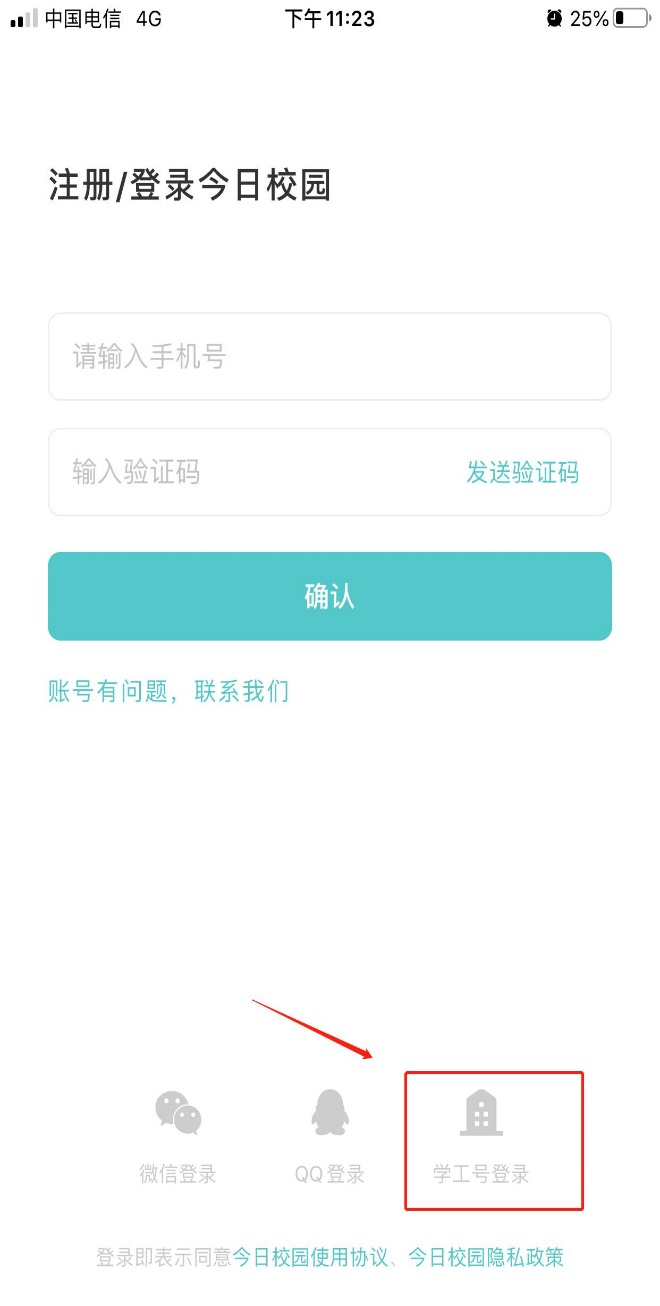 中国电信 4G 下午11:23 25%
注册/登录今日校园
请输入手机号
输入验证码 发送验证码
确认
账号有问题，联系我们
微信登录 QQ登录 学工号登录
登录即表示同意今日校园使用协议、今日校园隐私政策